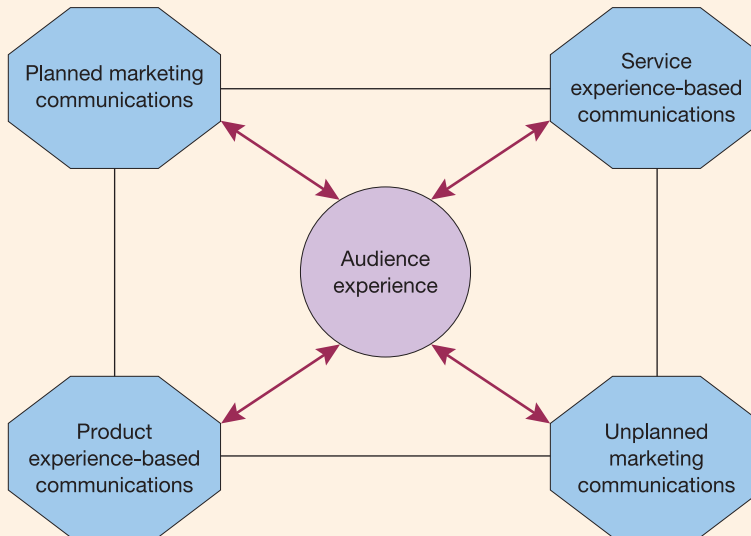 Planned marketing
communications
Service
experience-based
communications
Audience
experience
Product
experience-based
communications
Unplanned
marketing
communications